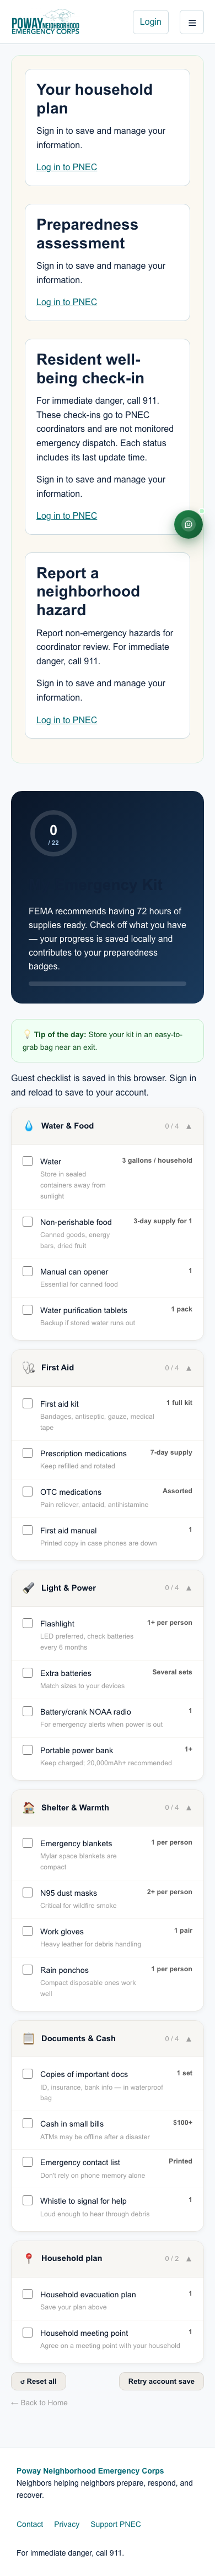 POWAY NEIGHBORHOOD
EMERGENCY CORPS
Login
Your household
plan
Sign in to save and manage your
information.
Log in to PNEC
Preparedness
assessment
Sign in to save and manage your
information.
Log in to PNEC
Resident well-
being check-in
For immediate danger, call 911.
These check-ins go to PNEC
coordinators and are not monitored
emergency dispatch. Each status
includes its last update time.
Sign in to save and manage your
information.
Log in to PNEC
Report a
neighborhood
hazard
Report non-emergency hazards for
coordinator review. For immediate
danger, call 911.
Sign in to save and manage your
information.
Log in to PNEC
0
/ 22
Emergency Kit
FEMA recommends having 72 hours of
supplies ready. Check off what you have
— your progress is saved locally and
contributes to your preparedness
badges.
Tip of the day: Store your kit in an easy-to-
grab bag near an exit.
Guest checklist is saved in this browser. Sign in
and reload to save to your account.
Water & Food 0 / 4 ▲
Water 3 gallons / household
Store in sealed
containers away from
sunlight
Non-perishable food 3-day supply for 1
Canned goods, energy
bars, dried fruit
Manual can opener 1
Essential for canned food
Water purification tablets 1 pack
Backup if stored water runs out
First Aid 0 / 4 ▲
First aid kit 1 full kit
Bandages, antiseptic, gauze, medical
tape
Prescription medications 7-day supply
Keep refilled and rotated
OTC medications Assorted
Pain reliever, antacid, antihistamine
First aid manual 1
Printed copy in case phones are down
Light & Power 0 / 4 ▲
Flashlight 1+ per person
LED preferred, check batteries
every 6 months
Extra batteries Several sets
Match sizes to your devices
Battery/crank NOAA radio 1
For emergency alerts when power is out
Portable power bank 1+
Keep charged, 20,000mAh+ recommended
Shelter & Warmth 0 / 4 ▲
Emergency blankets 1 per person
Mylar space blankets are
compact
N95 dust masks 2+ per person
Critical for wildfire smoke
Work gloves 1 pair
Heavy leather for debris handling
Rain ponchos 1 per person
Compact disposable ones work
well
Documents & Cash 0 / 4 ▲
Copies of important docs 1 set
ID, insurance, bank info — in waterproof
bag
Cash in small bills $100+
ATMs may be offline after a disaster
Emergency contact list Printed
Don't rely on phone memory alone
Whistle to signal for help 1
Loud enough to hear through debris
Household plan 0 / 2 ▲
Household evacuation plan 1
Save your plan above
Household meeting point 1
Agree on a meeting point with your household
↺ Reset all
Retry account save
← Back to Home
Poway Neighborhood Emergency Corps
Neighbors helping neighbors prepare, respond, and
recover.
Contact Privacy Support PNEC
For immediate danger, call 911.